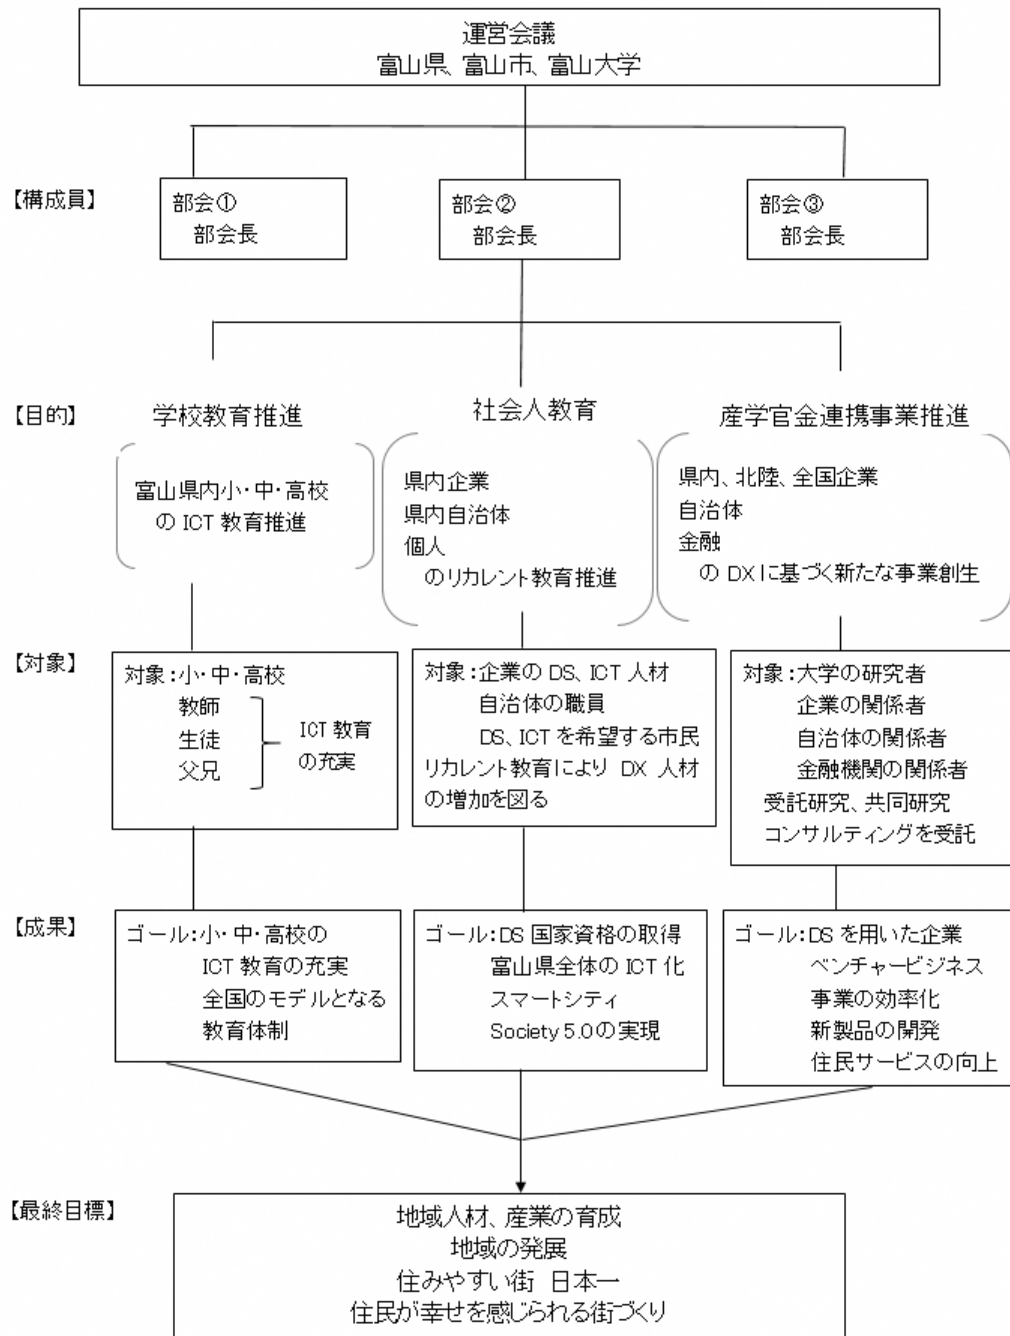 運営会議
富山県、富山市、富山大学
【構成員】
部会①
部会長
部会②
部会長
部会③
部会長
【目的】
学校教育推進
富山県内小・中・高校
の ICT 教育推進
社会人教育
県内企業
県内自治体
個人
のリカレント教育推進
産学官金連携事業推進
県内、北陸、全国企業
自治体
金融
の DXに基づく新たな事業創生
【対象】
対象:小・中・高校
教師
生徒
父兄
ICT 教育
の充実
対象:企業の DS、ICT 人材
自治体の職員
DS、ICT を希望する市民
リカレント教育により DX 人材
の増加を図る
対象:大学の研究者
企業の関係者
自治体の関係者
金融機関の関係者
受託研究、共同研究
コンサルティングを受託
【成果】
ゴール:小・中・高校の
ICT 教育の充実
全国のモデルとなる
教育体制
ゴール:DS 国家資格の取得
富山県全体の ICT 化
スマートシティ
Society 5.0の実現
ゴール:DS を用いた企業
ベンチャービジネス
事業の効率化
新製品の開発
住民サービスの向上
【最終目標】
地域人材、産業の育成
地域の発展
住みやすい街 日本一
住民が幸せを感じられる街づくり